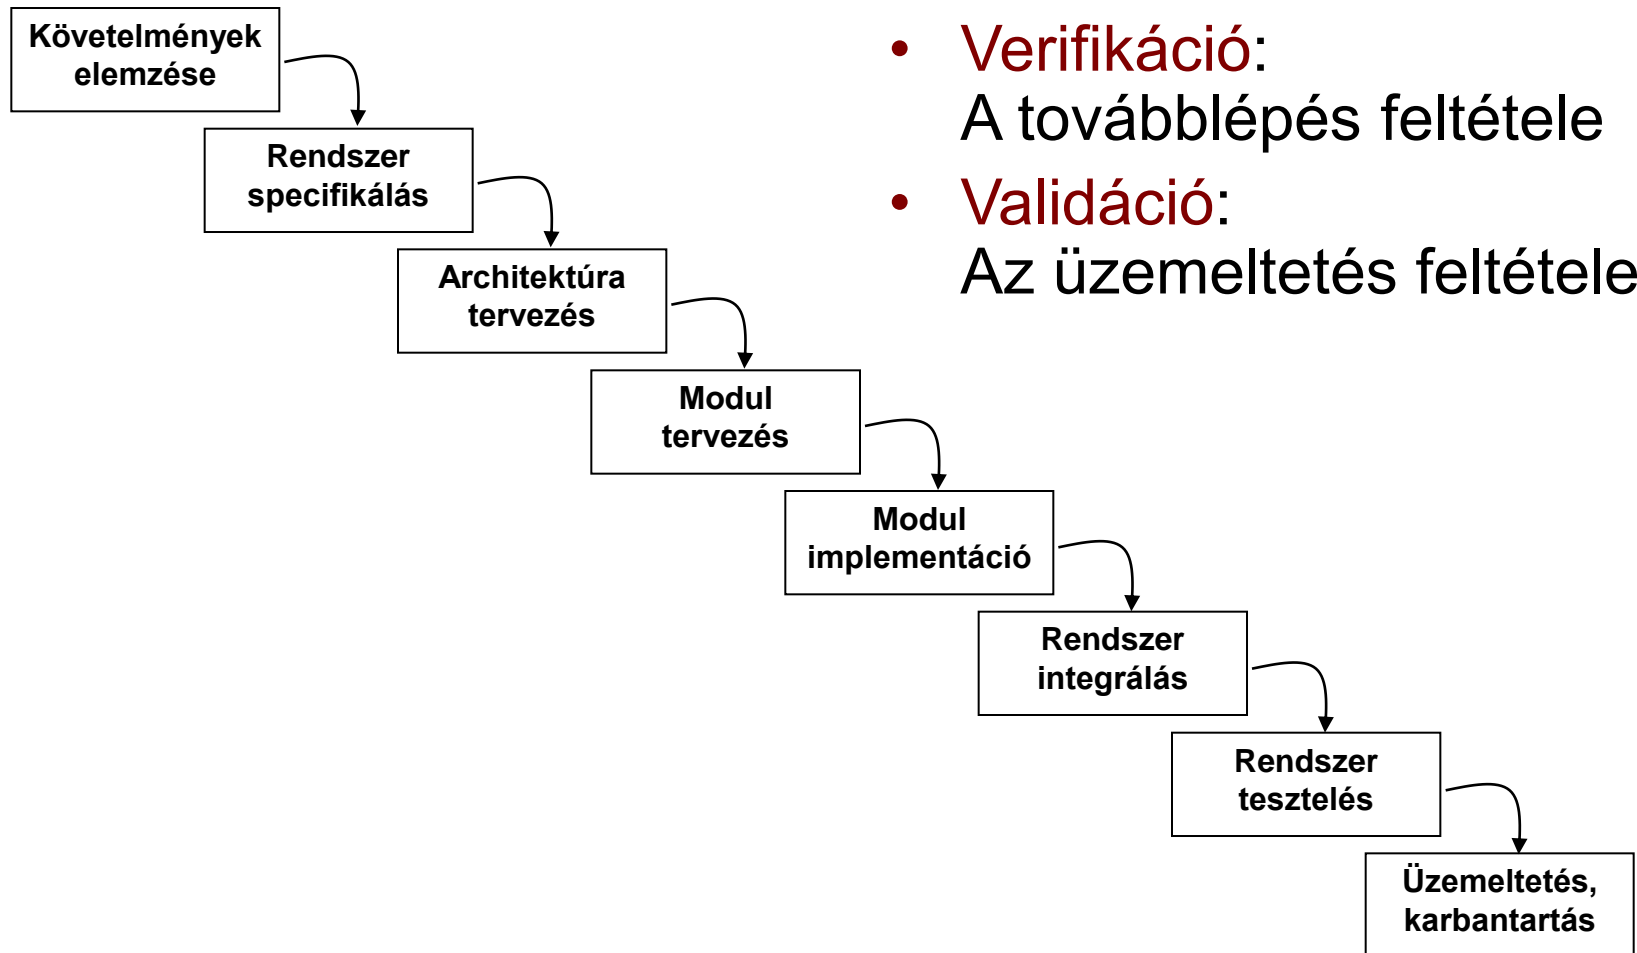 Követelmények
elemzése
Rendszer
specifikálás
Architektúra
tervezés
Modul
tervezés
Modul
implementáció
Rendszer
integrálás
Rendszer
tesztelés
Üzemeltetés,
karbantartás
• Verifikáció:
A továbblépés feltétele
• Validáció:
Az üzemeltetés feltétele